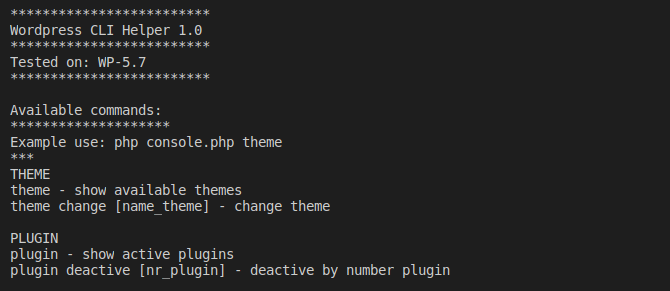 *************************
Wordpress CLI Helper 1.0
*************************
Tested on: WP-5.7
*************************
Available commands:
********************
Example use: php console.php theme
***
THEME
theme - show available themes
theme change [name_theme] - change theme
PLUGIN
plugin - show active plugins
plugin deactive [nr_plugin] - deactive by number plugin